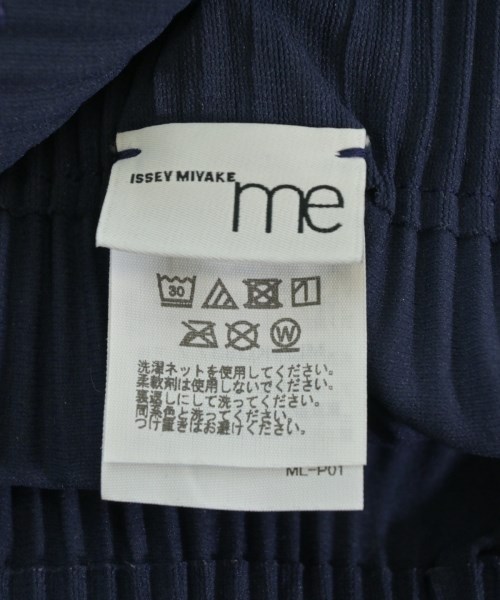 ISSEY MIYAKE
me
30
W
洗濯ネットを使用してください。
柔軟剤は使用しないでください。
裏返しにして洗ってください。
同系色と洗ってください。
つけ置きはお避けください。
ML-P01